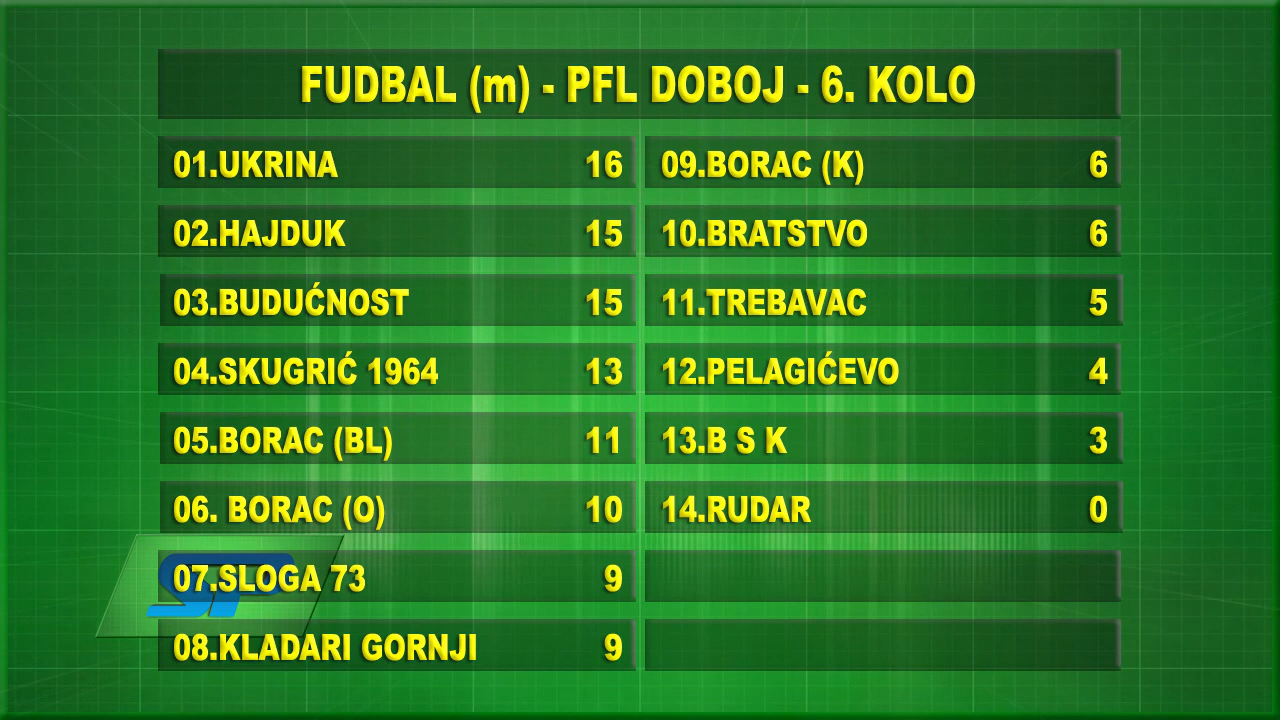 FUDBAL (m) - PFL DOBOJ - 6. KOLO
01.UKRINA 16
02.HAJDUK 15
03.BUDUĆNOST 15
04.SKUGRIĆ 1964 13
05.BORAC (BL) 11
06. BORAC (O) 10
07.SLOGA 73 9
08.KLADARI GORNJI 9
09.BORAC (K) 6
10.BRATSTVO 6
11.TREBAVAC 5
12.PELAGIĆEVO 4
13.B S K 3
14.RUDAR 0
SP